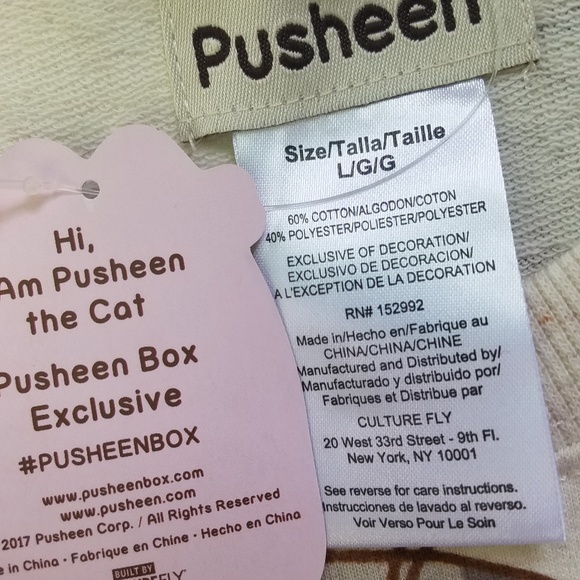 Pusheen
Size/Talla/Taille
L/G/G
60% COTTON/ALGODON/COTON
40% POLYESTER/POLIESTER/POLYESTER
EXCLUSIVE OF DECORATION/
EXCLUSIVO DE DECORACION/
A L'EXCEPTION DE LA DECORATION
RN# 152992
Made in/Hecho en/Fabrique au
CHINA/CHINA/CHINE
Manufactured and Distributed by/
Manufacturado y distribuido por/
Fabriques et Distribue par
CULTURE FLY
20 West 33rd Street - 9th Fl.
New York, NY 10001
See reverse for care instructions.
Instrucciones de lavado al reverso.
Voir Verso Pour Le Soin
Hi,
Am Pusheen
the Cat
Pusheen Box
Exclusive
#PUSHEENBOX
www.pusheenbox.com
www.pusheen.com
2017 Pusheen Corp. / All Rights Reserved
in China · Fabrique en Chine · Hecho en China
BUILT BY